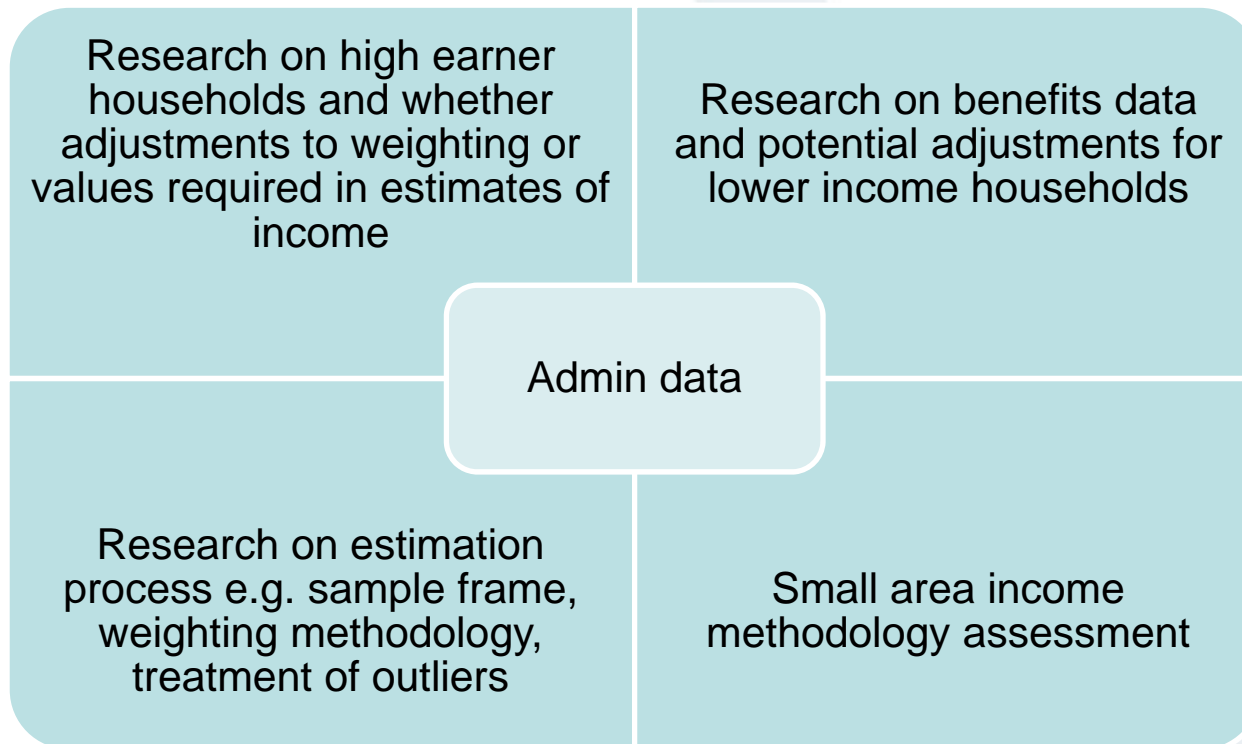 Research on high earner
households and whether
adjustments to weighting or
values required in estimates of
income
Research on benefits data
and potential adjustments for
lower income households
Admin data
Research on estimation
process e.g. sample frame,
weighting methodology,
treatment of outliers
Small area income
methodology assessment